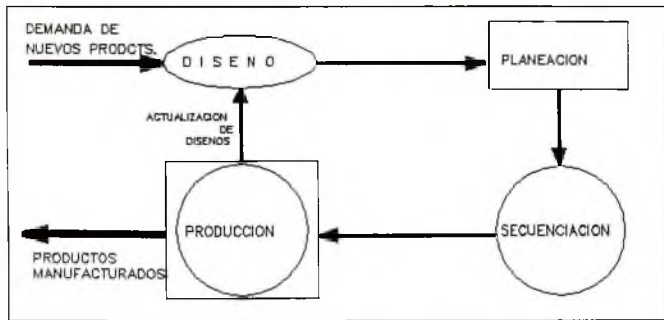 DEMANDA DE
NUEVOS PRODCTS.
D I S E N O
PLANEACION
ACTUALIZACION
DE
DISENOS
PRODUCCION
SECUENCIACION
PRODUCTOS
MANUFACTURADOS